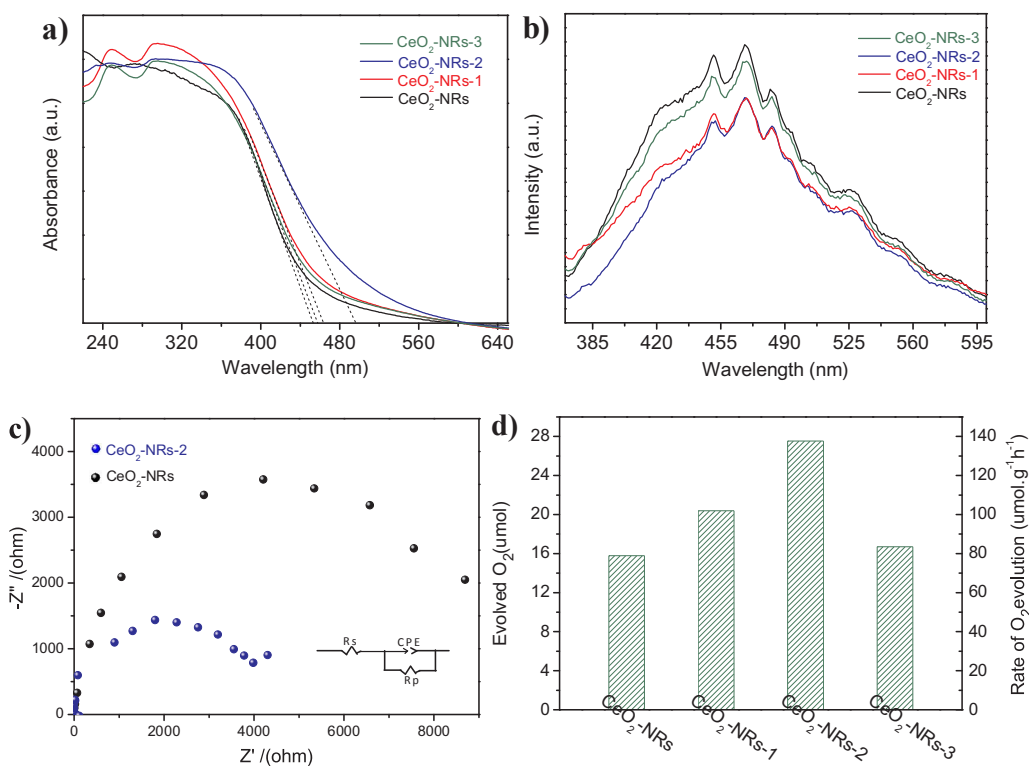 a)
CeO2-NRs-3
CeO2-NRs-2
CeO2-NRs-1
CeO2-NRs
Absorbance (a.u.)
240 320 400 480 560 640
Wavelength (nm)
b)
CeO2-NRs-3
CeO2-NRs-2
CeO2-NRs-1
CeO2-NRs
Intensity (a.u.)
385 420 455 490 525 560 595
Wavelength (nm)
c)
CeO2-NRs-2
CeO2-NRs
-Z"/(ohm)
4000
3000
2000
1000
0
0 2000 4000 6000 8000
Z' /(ohm)
Rs CPE
Rp
d)
Evolved O2(umol)
28
24
20
16
12
8
4
0
140
120
100
80
60
40
20
0
Rate of O2evolution (umol.g-1h-1)
CeO2-NRs
CeO2-NRs-1
CeO2-NRs-2
CeO2-NRs-3